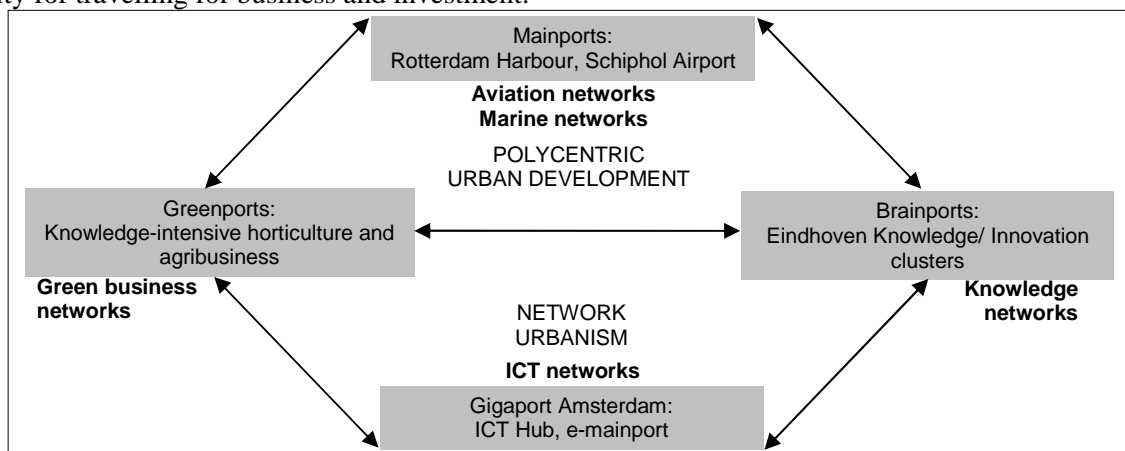 ity for travelling for business and investment.
Mainports:
Rotterdam Harbour, Schiphol Airport
Aviation networks
Marine networks
POLYCENTRIC
URBAN DEVELOPMENT
Greenports:
Knowledge-intensive horticulture and
agribusiness
Green business
networks
Brainports:
Eindhoven Knowledge/ Innovation
clusters
Knowledge
networks
NETWORK
URBANISM
ICT networks
Gigaport Amsterdam:
ICT Hub, e-mainport